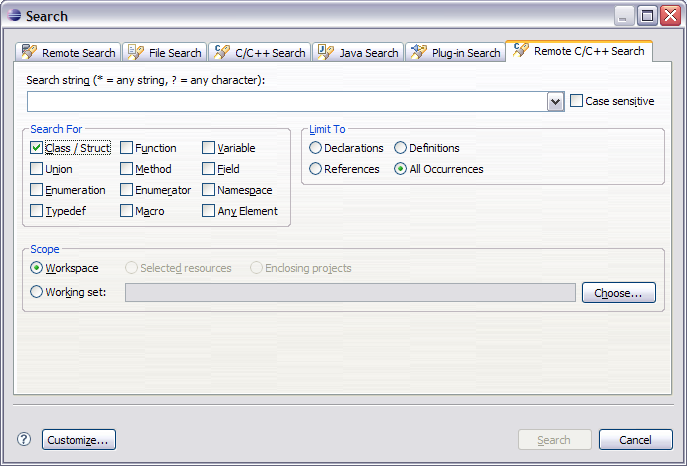 Search
Remote Search File Search C/C++ Search Java Search Plug-in Search Remote C/C++ Search
Search string (* = any string, ? = any character):
Case sensitive
Search For
Limit To
Class / Struct Function Variable
Declarations Definitions
Union Method Field
References All Occurrences
Enumeration Enumerator Namespace
Typedef Macro Any Element
Scope
Workspace Selected resources Enclosing projects
Working set: Choose...
? Customize... Search Cancel